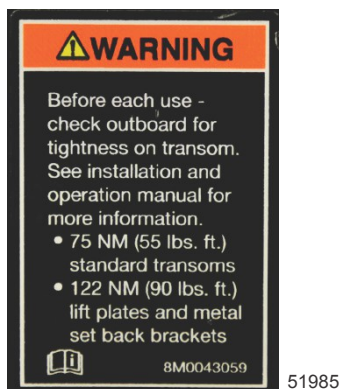 WARNING
Before each use -
check outboard for
tightness on transom.
See installation and
operation manual for
more information.
• 75 NM (55 lbs. ft.)
standard transoms
• 122 NM (90 lbs. ft.)
lift plates and metal
set back brackets
8M0043059
51985